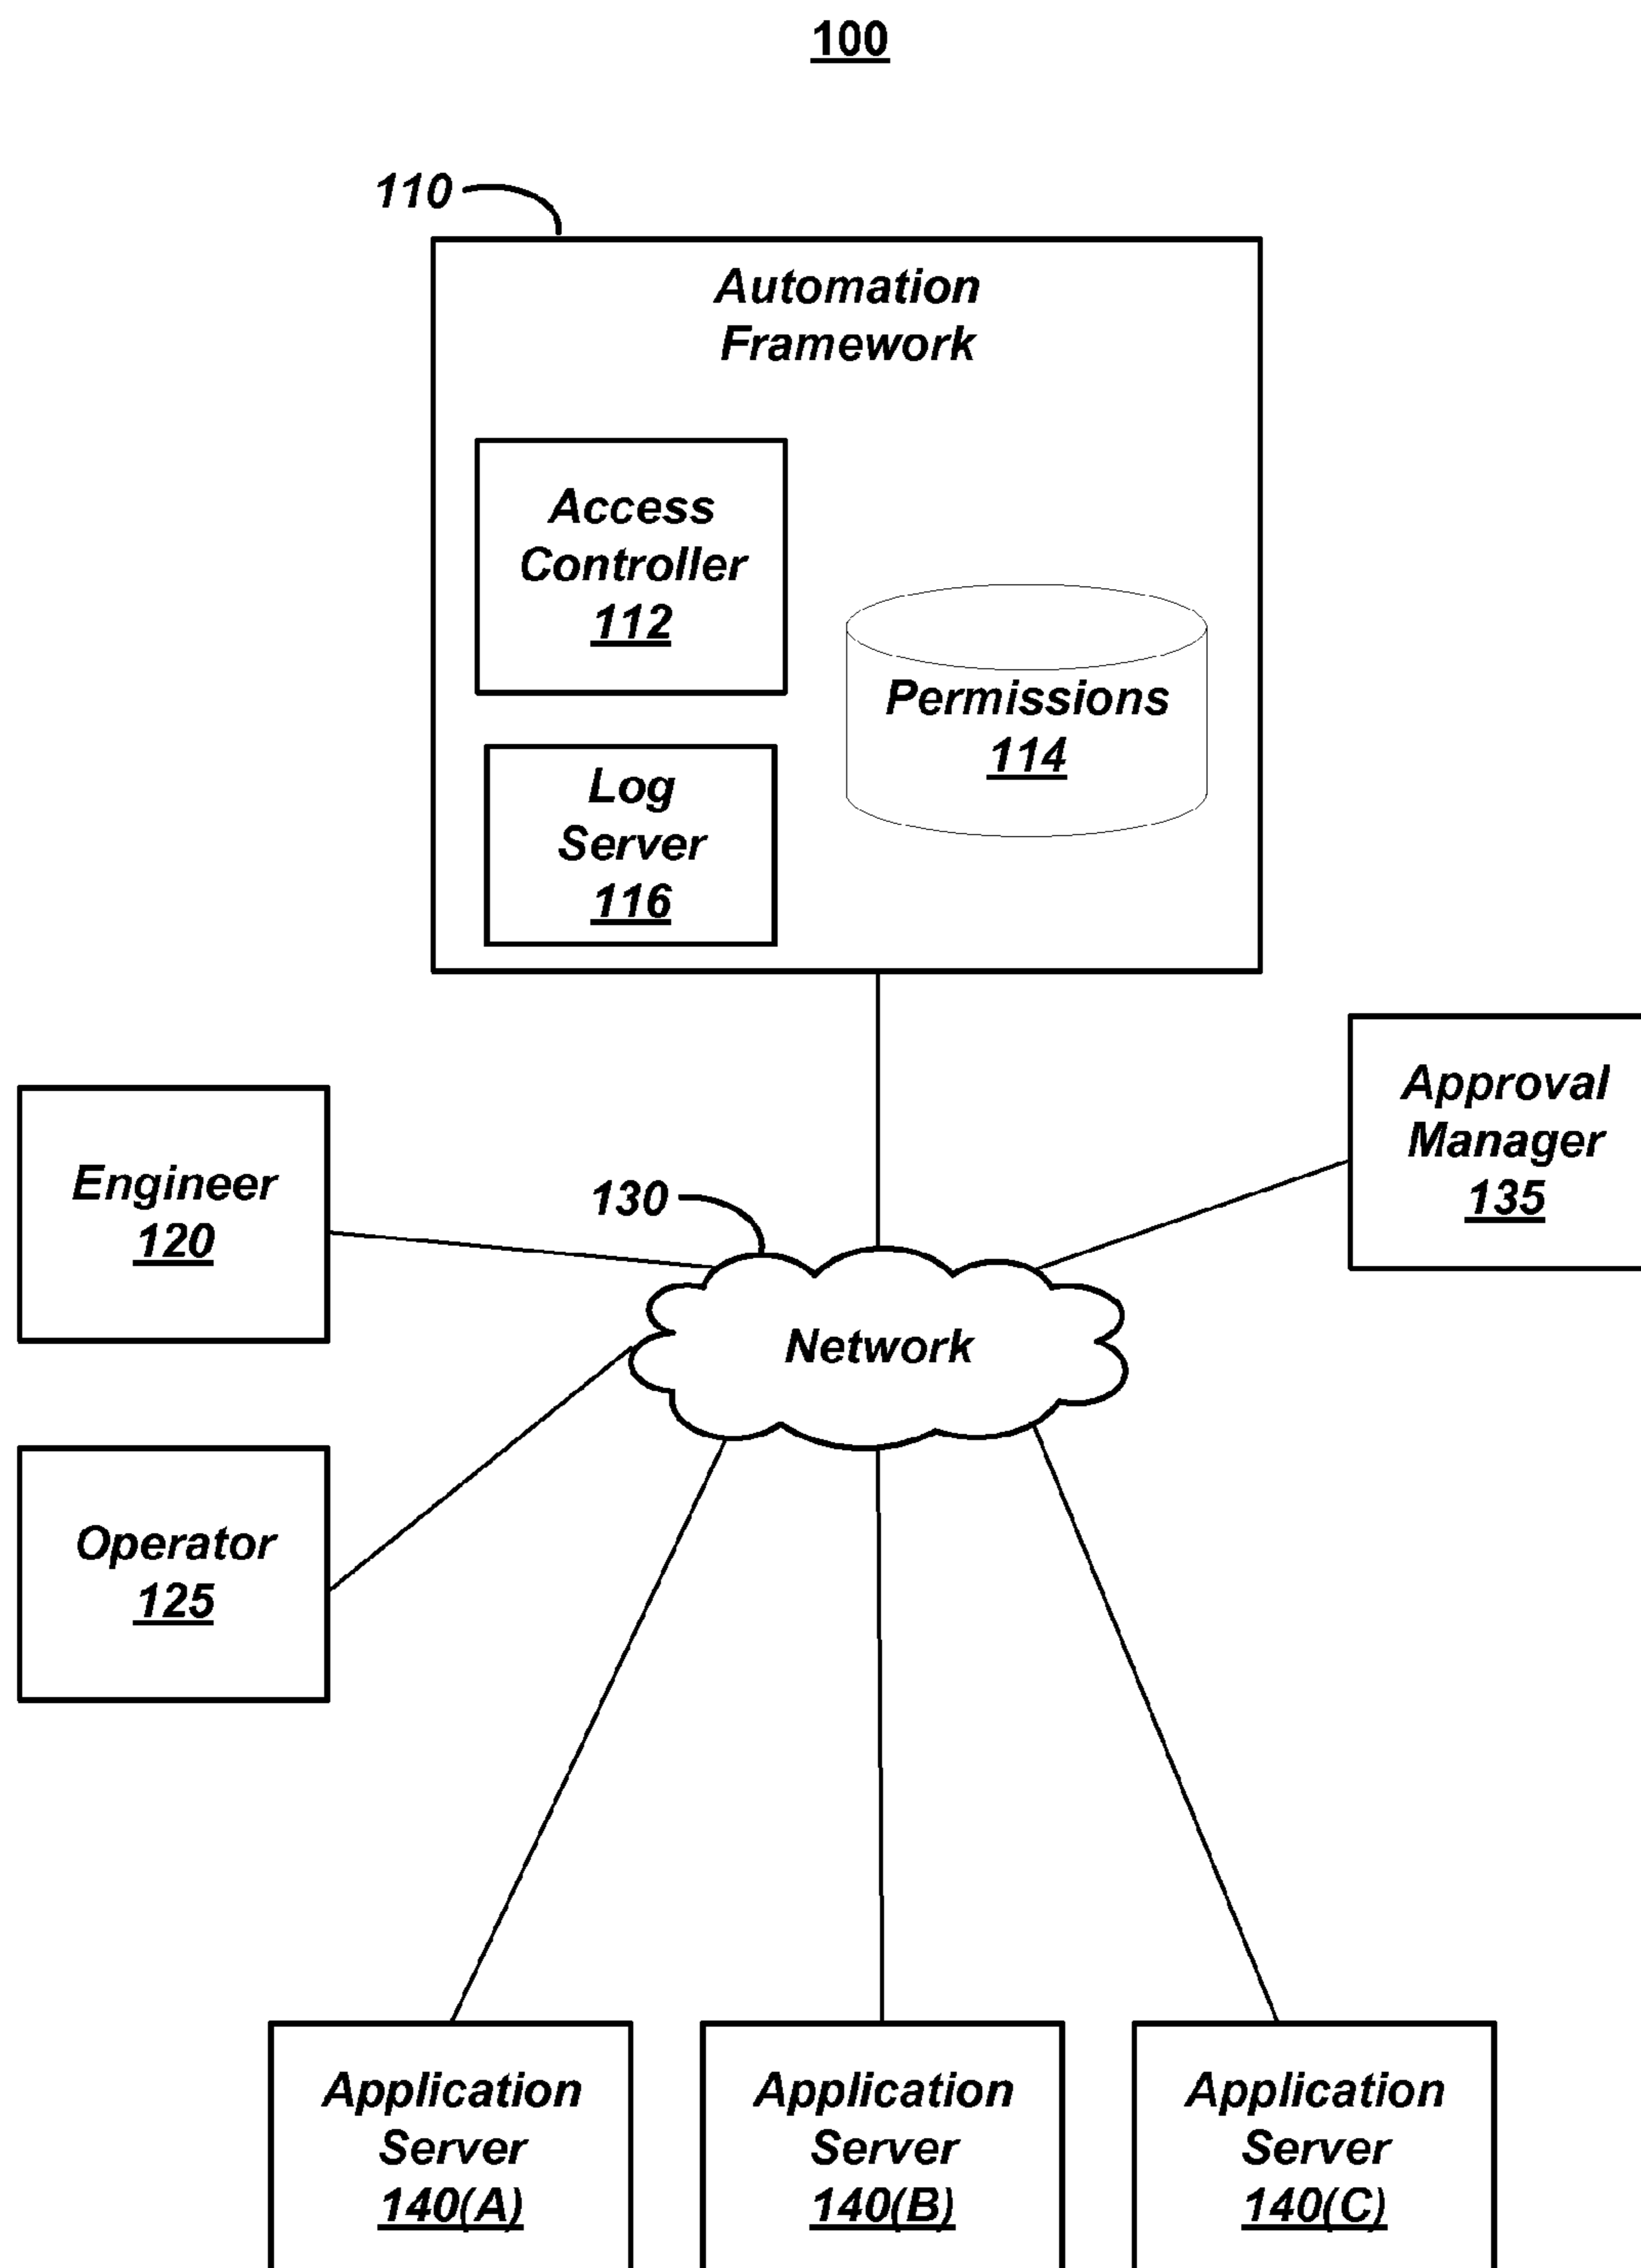 100
110
Automation
Framework
Access
Controller
112
Permissions
114
Log
Server
116
Approval
Manager
135
Engineer
120
130
Network
Operator
125
Application
Server
140(A)
Application
Server
140(B)
Application
Server
140(C)